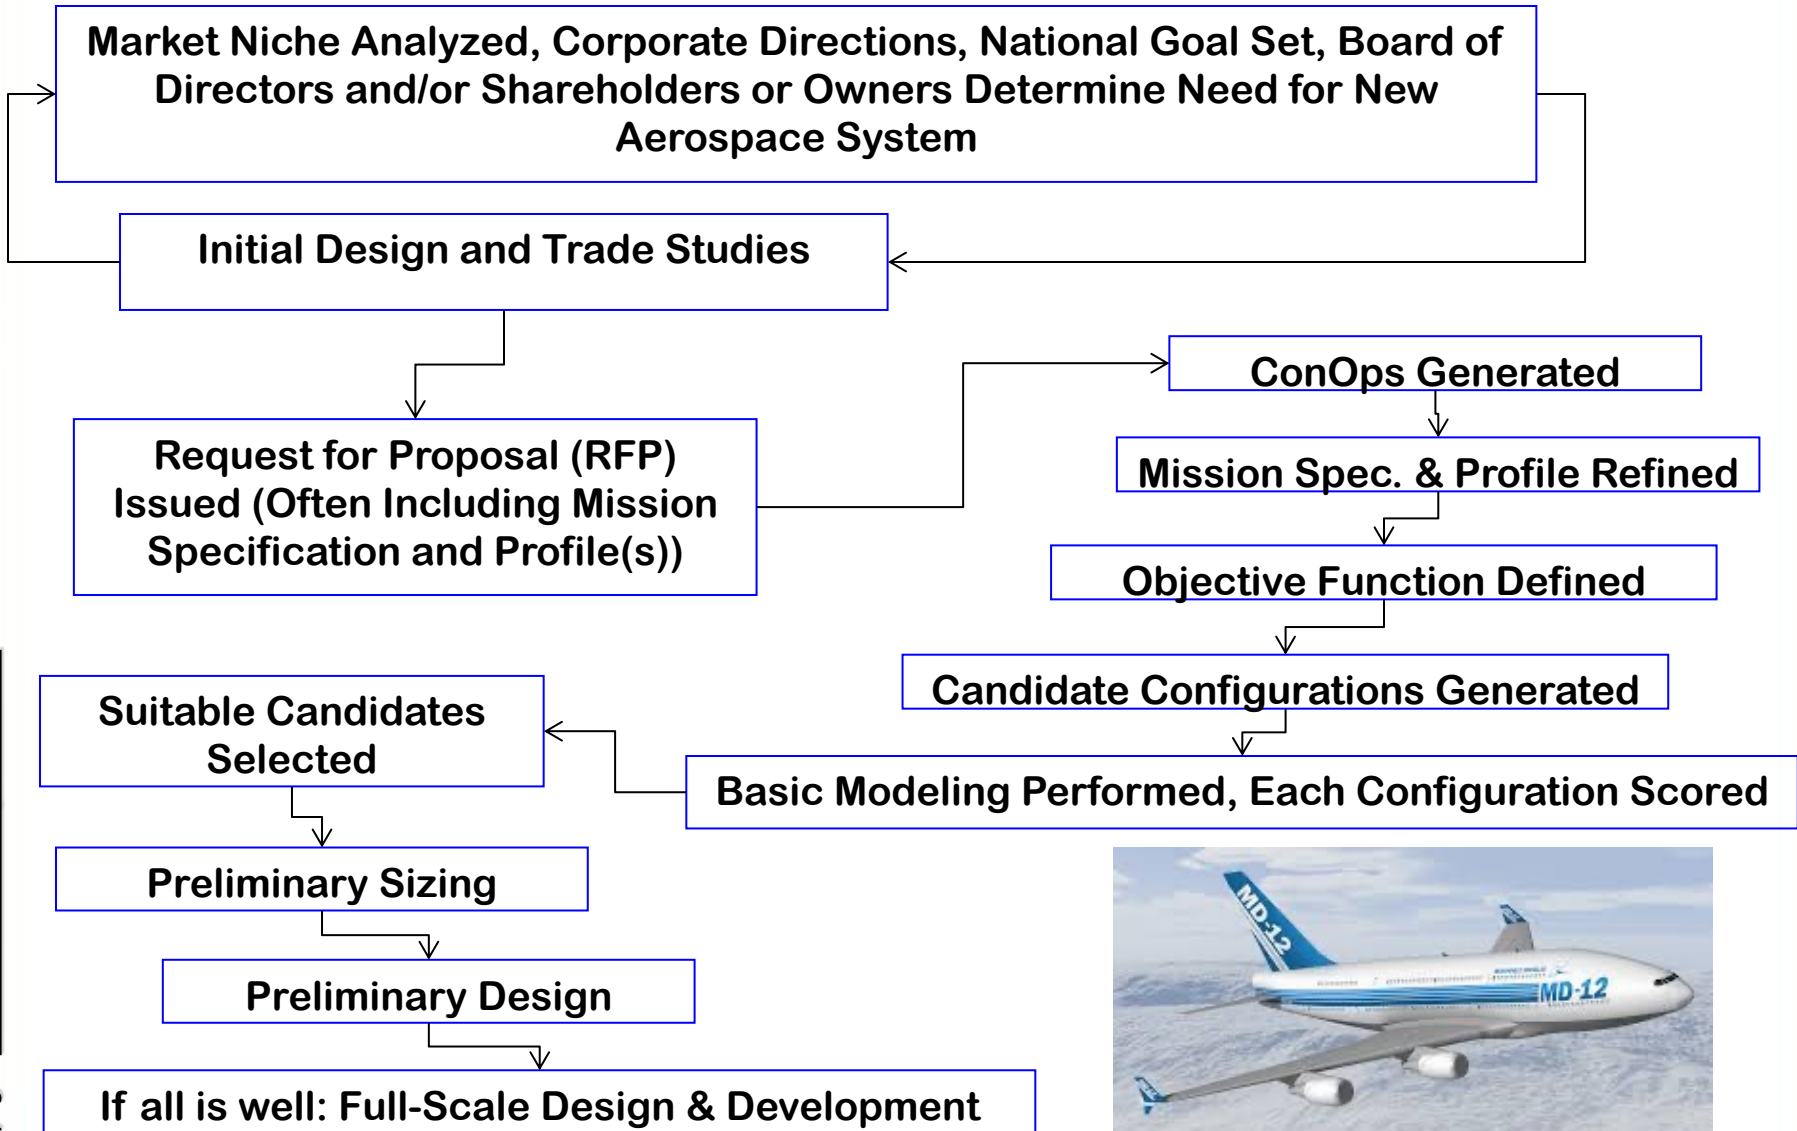 Market Niche Analyzed, Corporate Directions, National Goal Set, Board of
Directors and/or Shareholders or Owners Determine Need for New
Aerospace System
Initial Design and Trade Studies
Request for Proposal (RFP)
Issued (Often Including Mission
Specification and Profile(s))
ConOps Generated
Mission Spec. & Profile Refined
Objective Function Defined
Candidate Configurations Generated
Basic Modeling Performed, Each Configuration Scored
Suitable Candidates
Selected
Preliminary Sizing
Preliminary Design
If all is well: Full-Scale Design & Development
MD-12
MD-12